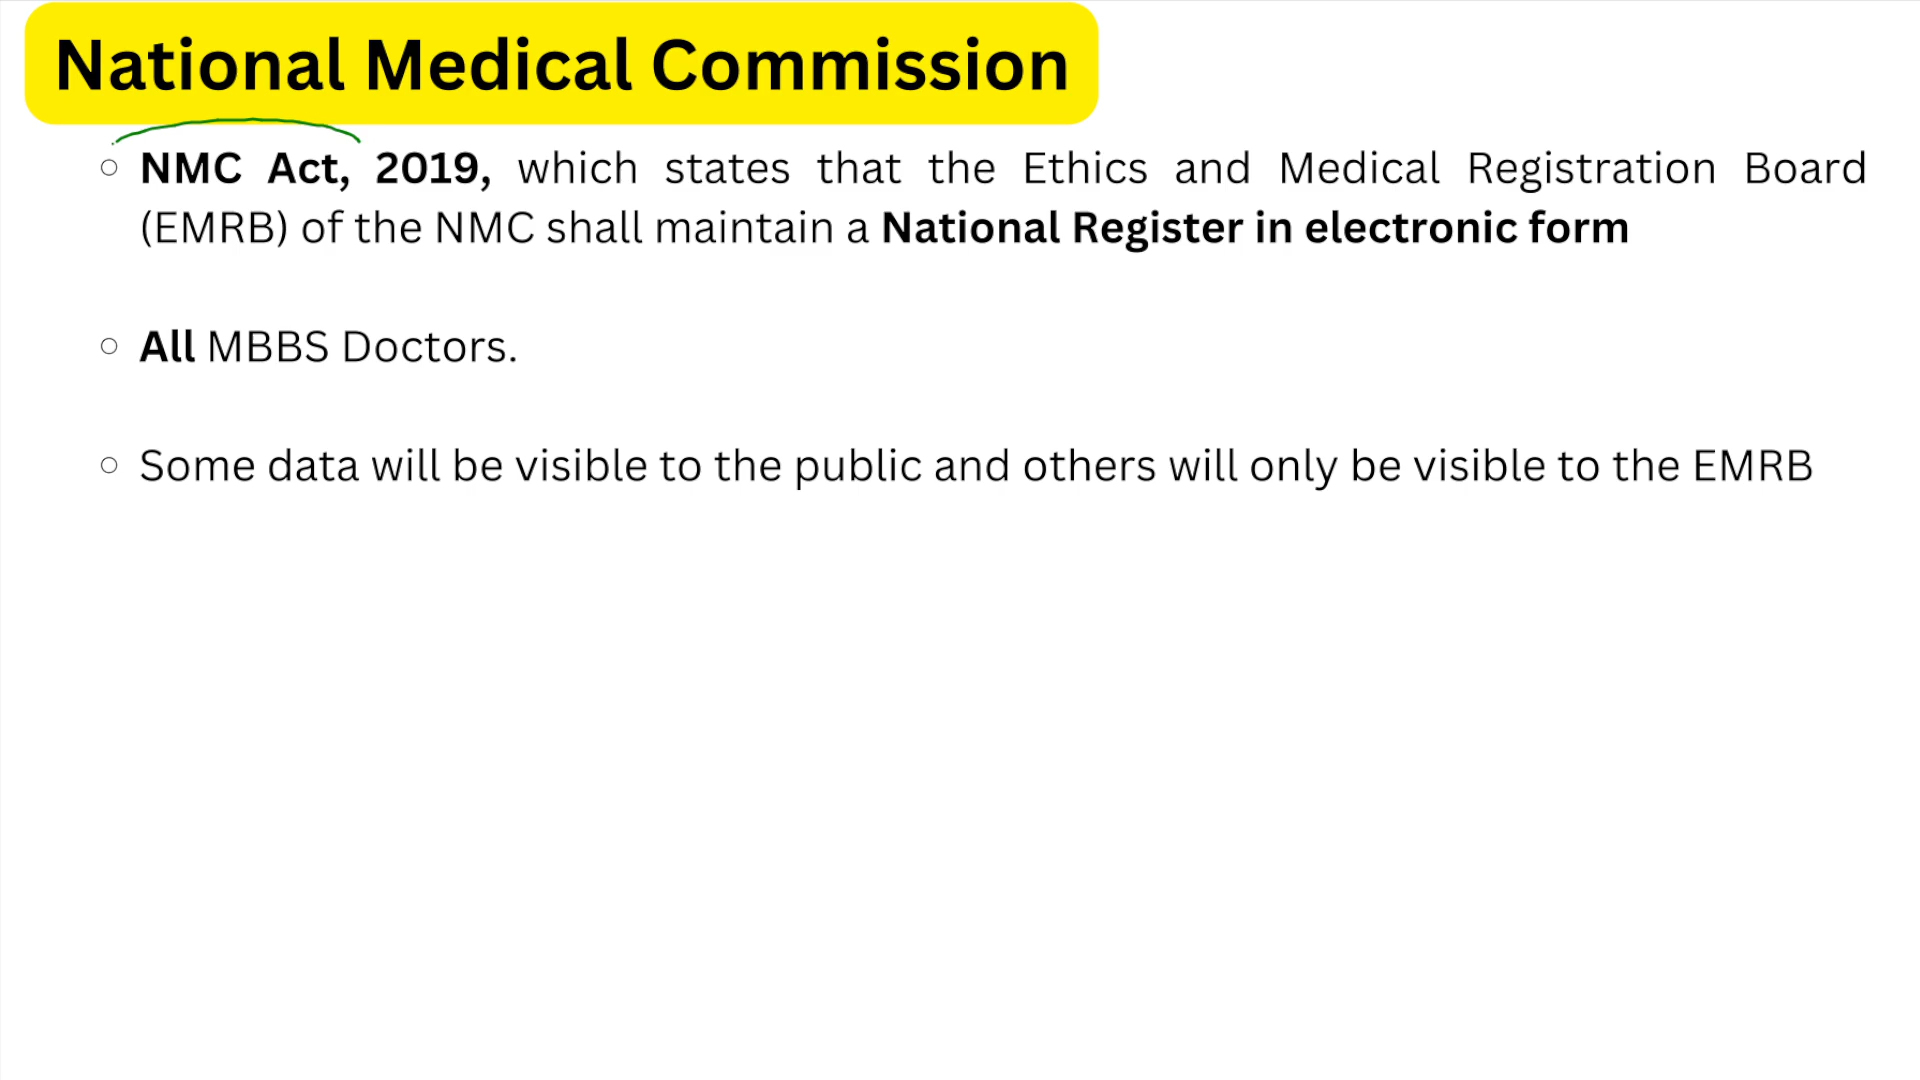 National Medical Commission
NMC Act, 2019, which states that the Ethics and Medical Registration Board
(EMRB) of the NMC shall maintain a National Register in electronic form
All MBBS Doctors.
Some data will be visible to the public and others will only be visible to the EMRB